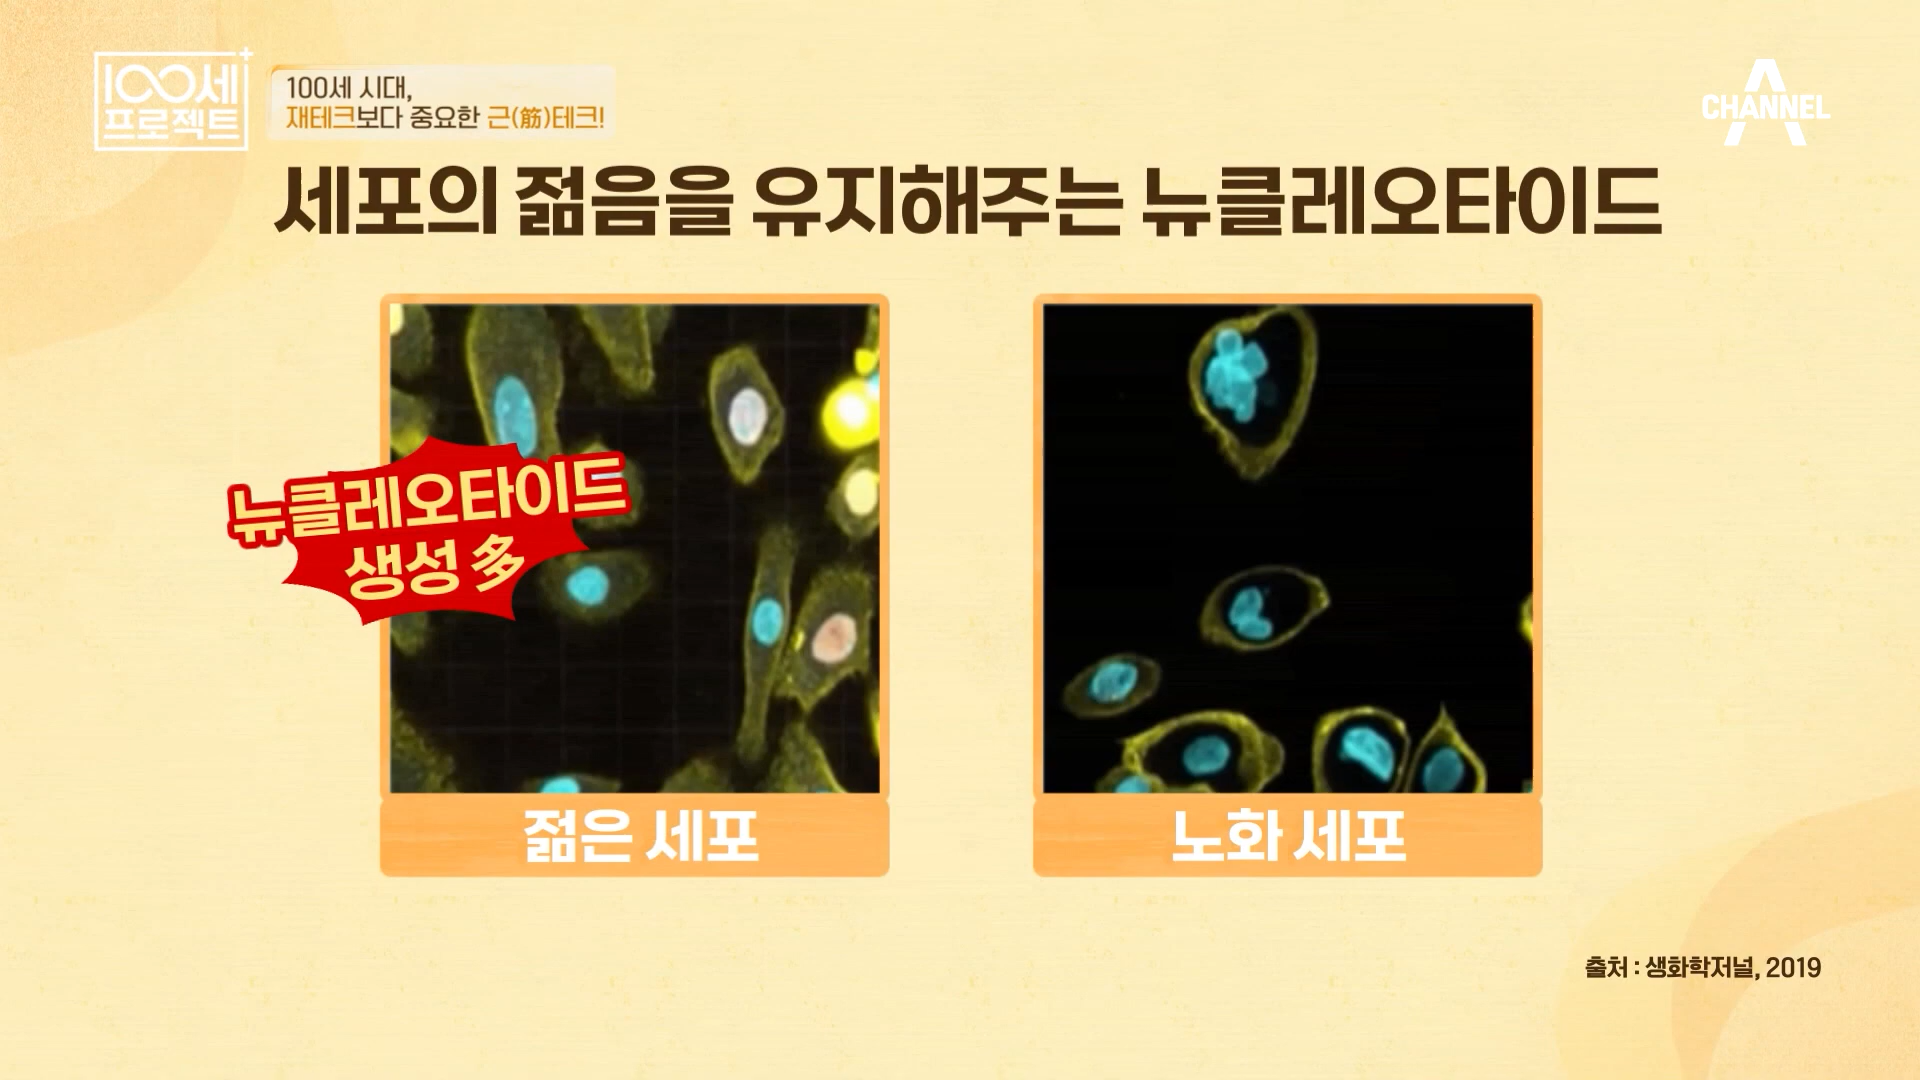 100세+
프로젝트
100세 시대,
재테크보다 중요한 근(筋)테크!
CHANNEL A
세포의 젊음을 유지해주는 뉴클레오타이드
뉴클레오타이드
생성 多
젊은 세포
노화 세포
출처 : 생화학저널, 2019